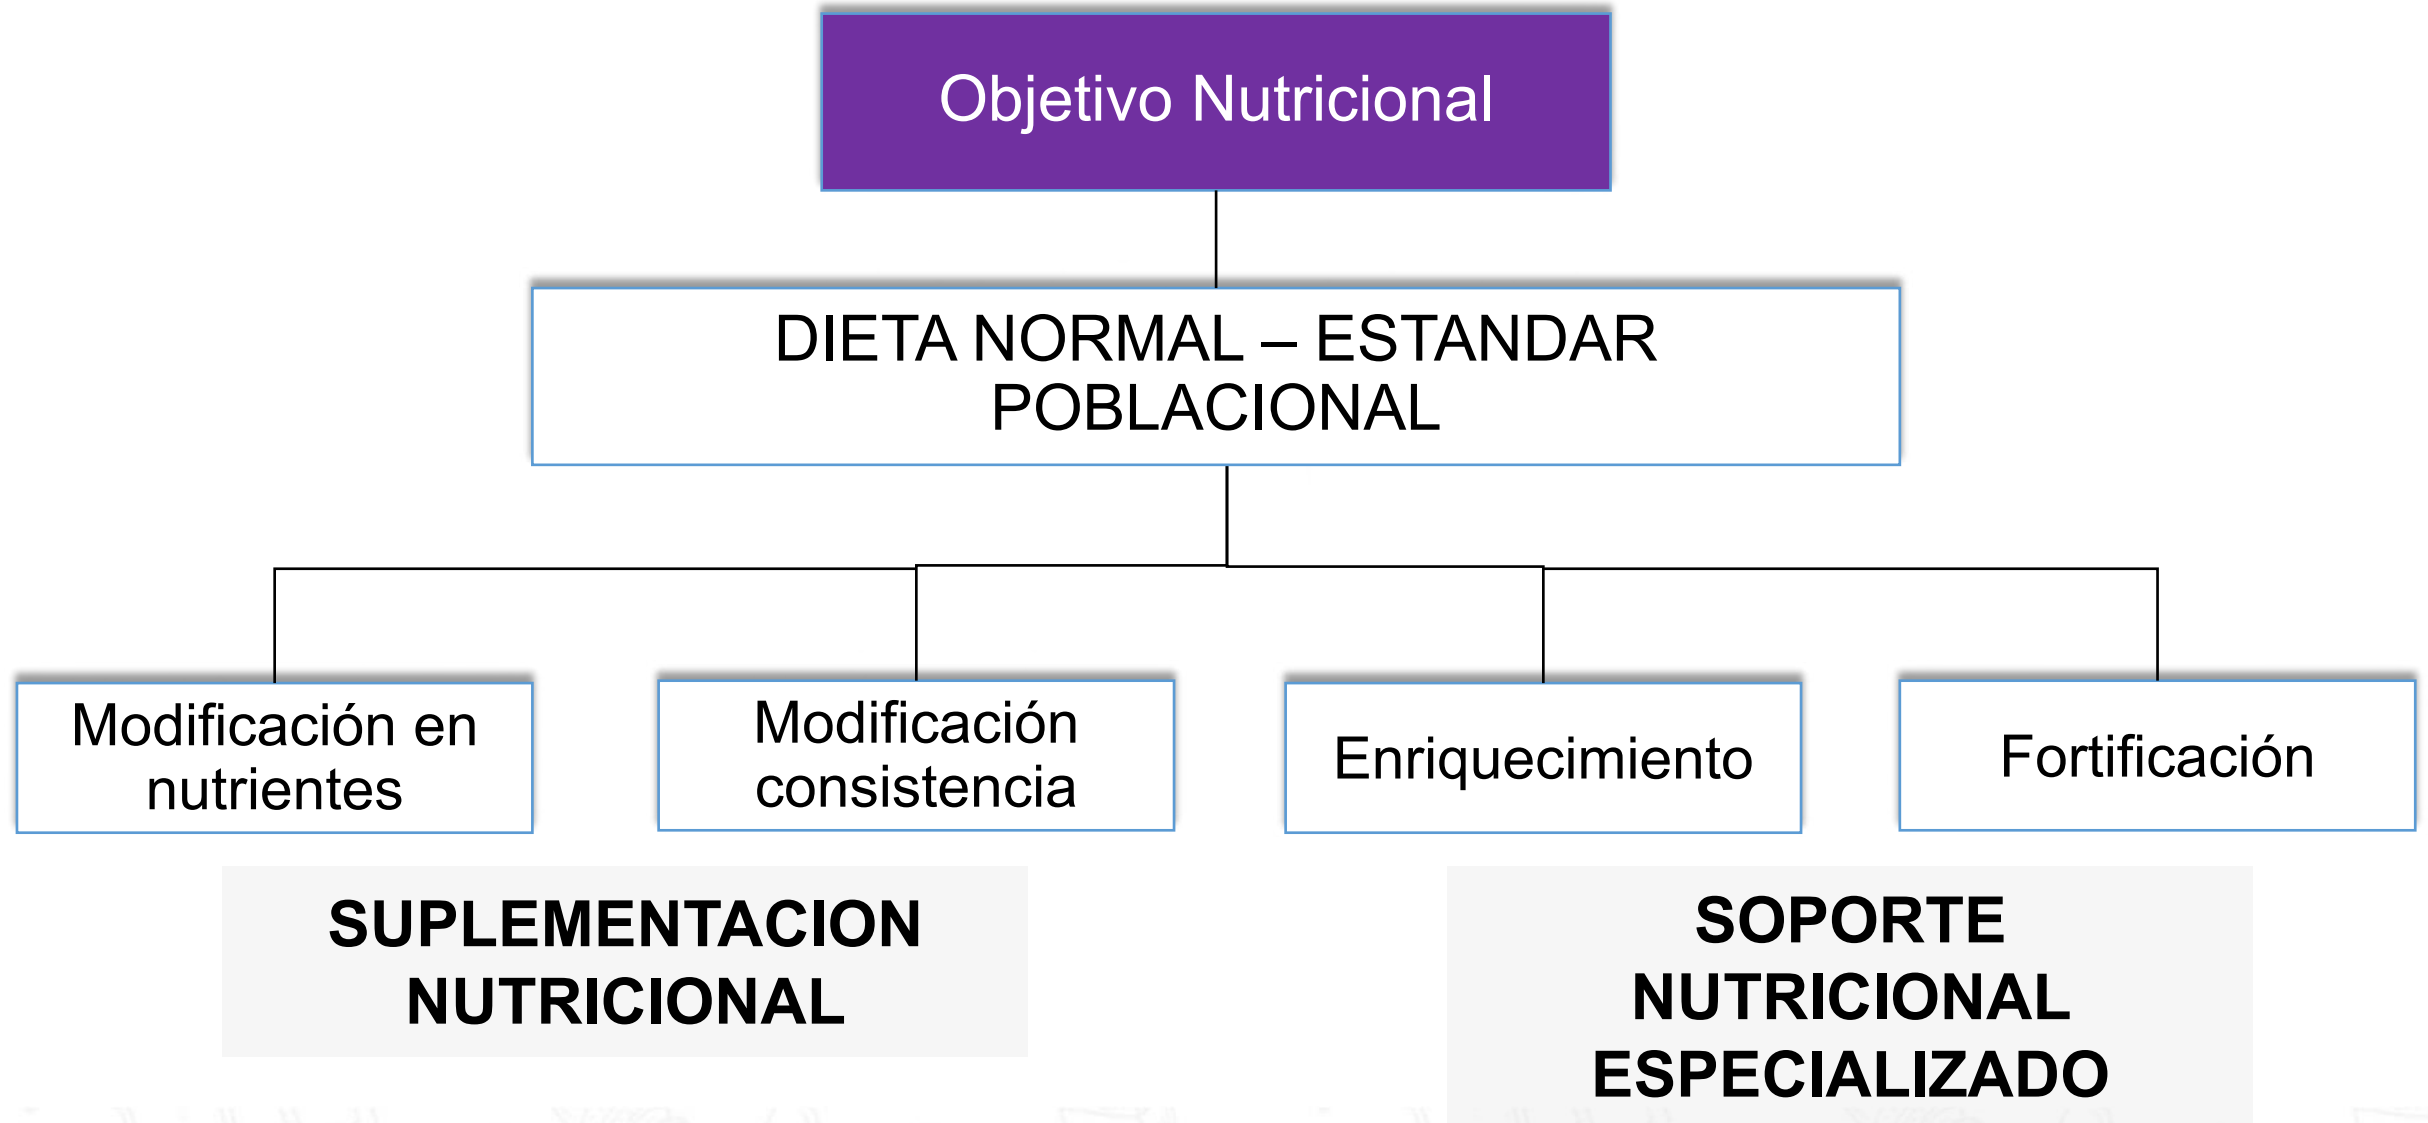 Objetivo Nutricional
DIETA NORMAL – ESTANDAR
POBLACIONAL
Modificación en
nutrientes
Modificación
consistencia
Enriquecimiento
Fortificación
SUPLEMENTACION
NUTRICIONAL
SOPORTE
NUTRICIONAL
ESPECIALIZADO